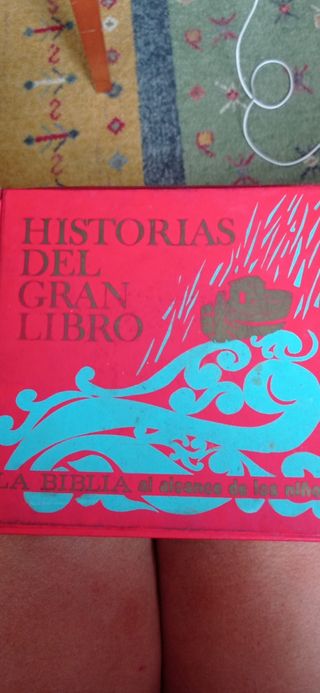 HISTORIAS
DEL
GRAN
LIBRO
LA BIBLIA al alcance de los niños